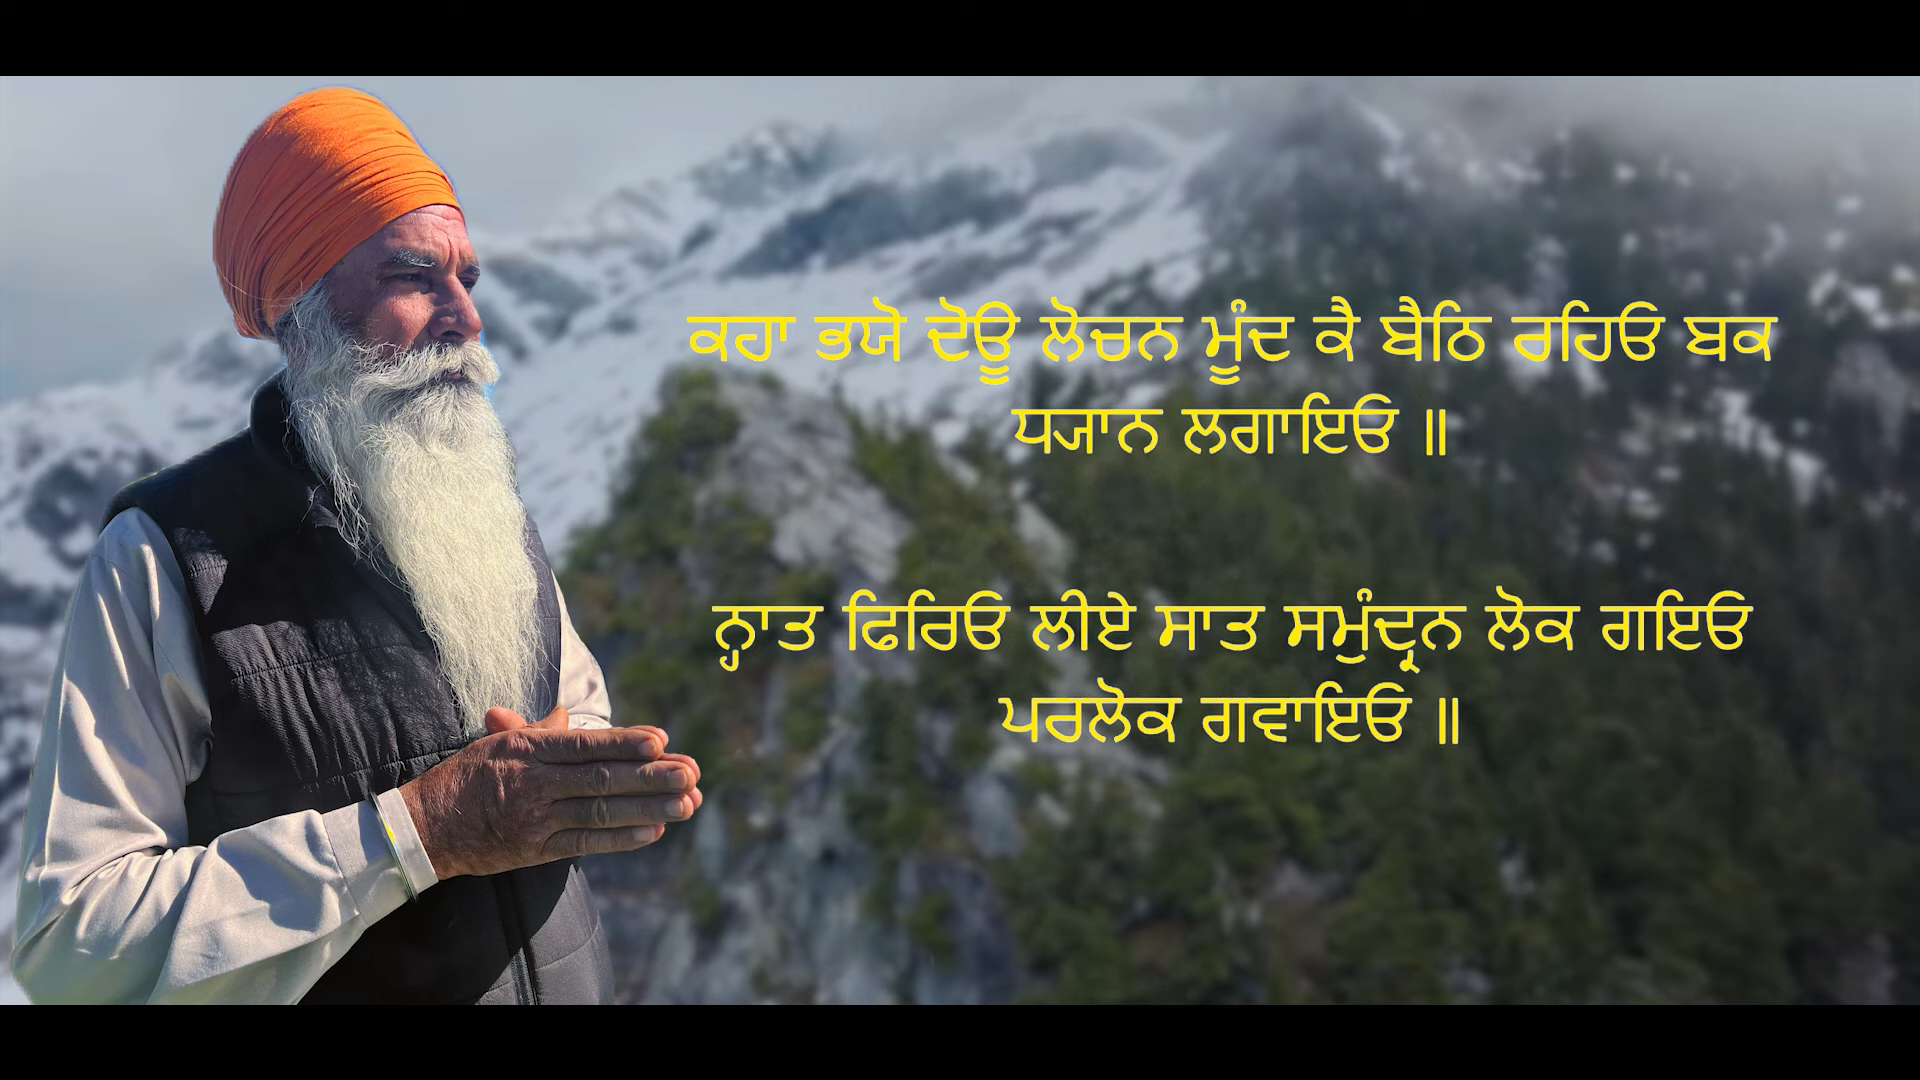 ਕਹਾ ਭਯੋ ਦੋਊ ਲੋਚਨ ਮੂੰਦ ਕੈ ਬੈਠਿ ਰਹਿਓ ਬਕ
ਧ੍ਯਾਨ ਲਗਾਇਓ ॥
ਨ੍ਹਾਤ ਫਿਰਿਓ ਲੀਏ ਸਾਤ ਸਮੁੰਦ੍ਰਨ ਲੋਕ ਗਇਓ
ਪਰਲੋਕ ਗਵਾਇਓ ॥